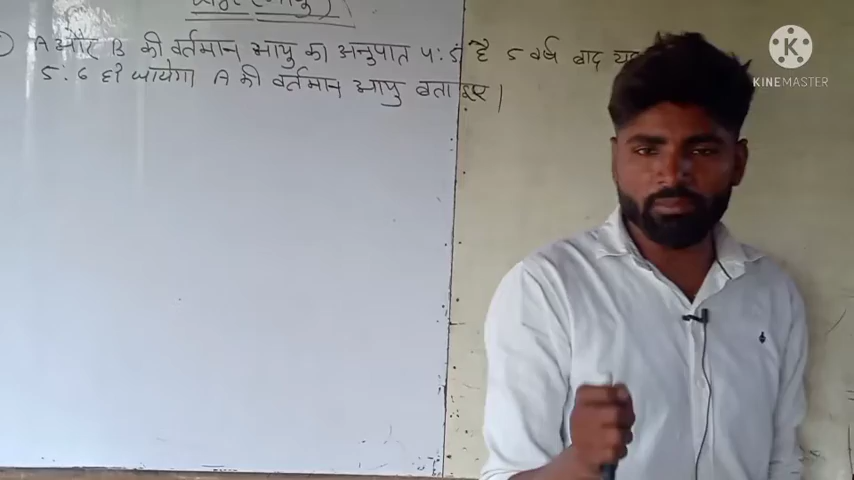 (आयु)
A और B की वर्तमान आयु का अनुपात 4:5 है 5 वर्ष बाद
5:6 हो जायेगा A की वर्तमान आयु बताइए।
K
KINEMASTER